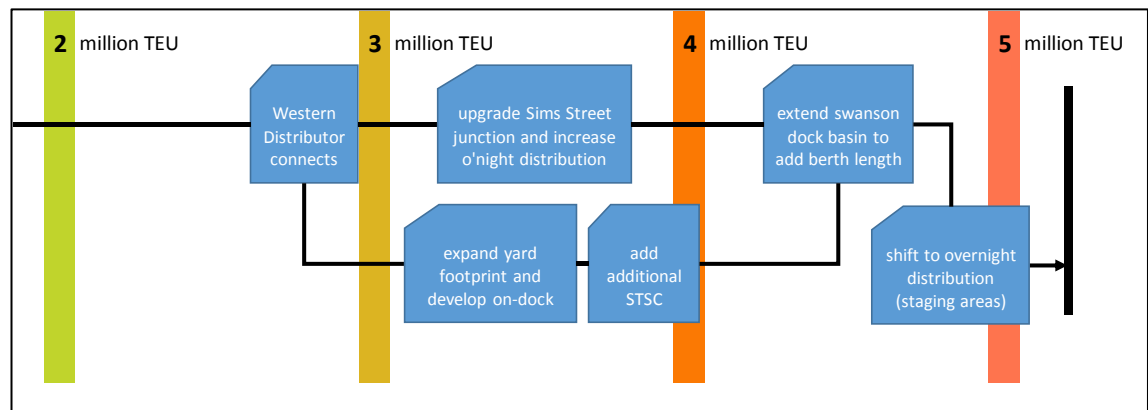 2 million TEU
3 million TEU
4 million TEU
5 million TEU
Western
Distributor
connects
upgrade Sims Street
junction and increase
o'night distribution
extend swanson
dock basin to
add berth length
expand yard
footprint and
develop on-dock
add
additional
STSC
shift to overnight
distribution
(staging areas)